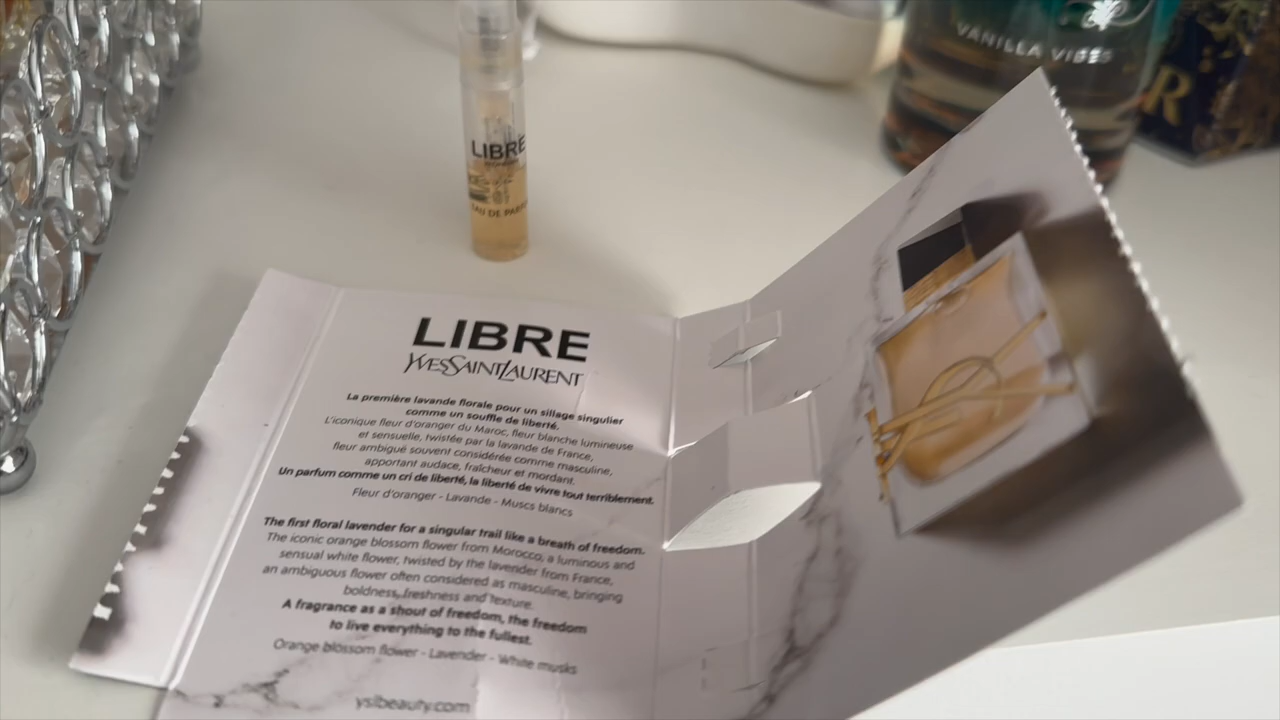 VANILLA VIBES
R
LIBRE
EAU DE PARF
LIBRE
YVESSAINTLAURENT
La première lavande florale pour un sillage singulier
comme un souffle de liberté.
L'iconique fleur d'oranger du Maroc, fleur blanche lumineuse
et sensuelle, twistée par la lavande de France,
fleur ambiguë souvent considérée comme masculine,
apportant audace, fraîcheur et mordant.
Un parfum comme un cri de liberté, la liberté de vivre tout terriblement.
Fleur d'oranger - Lavande - Muscs blancs
The first floral lavender for a singular trail like a breath of freedom.
The iconic orange blossom flower from Morocco, a luminous and
sensual white flower, twisted by the lavender from France,
an ambiguous flower often considered as masculine, bringing
boldness, freshness and texture.
A fragrance as a shout of freedom, the freedom
to live everything to the fullest.
Orange blossom flower - Lavender - White musks
yslbeauty.com